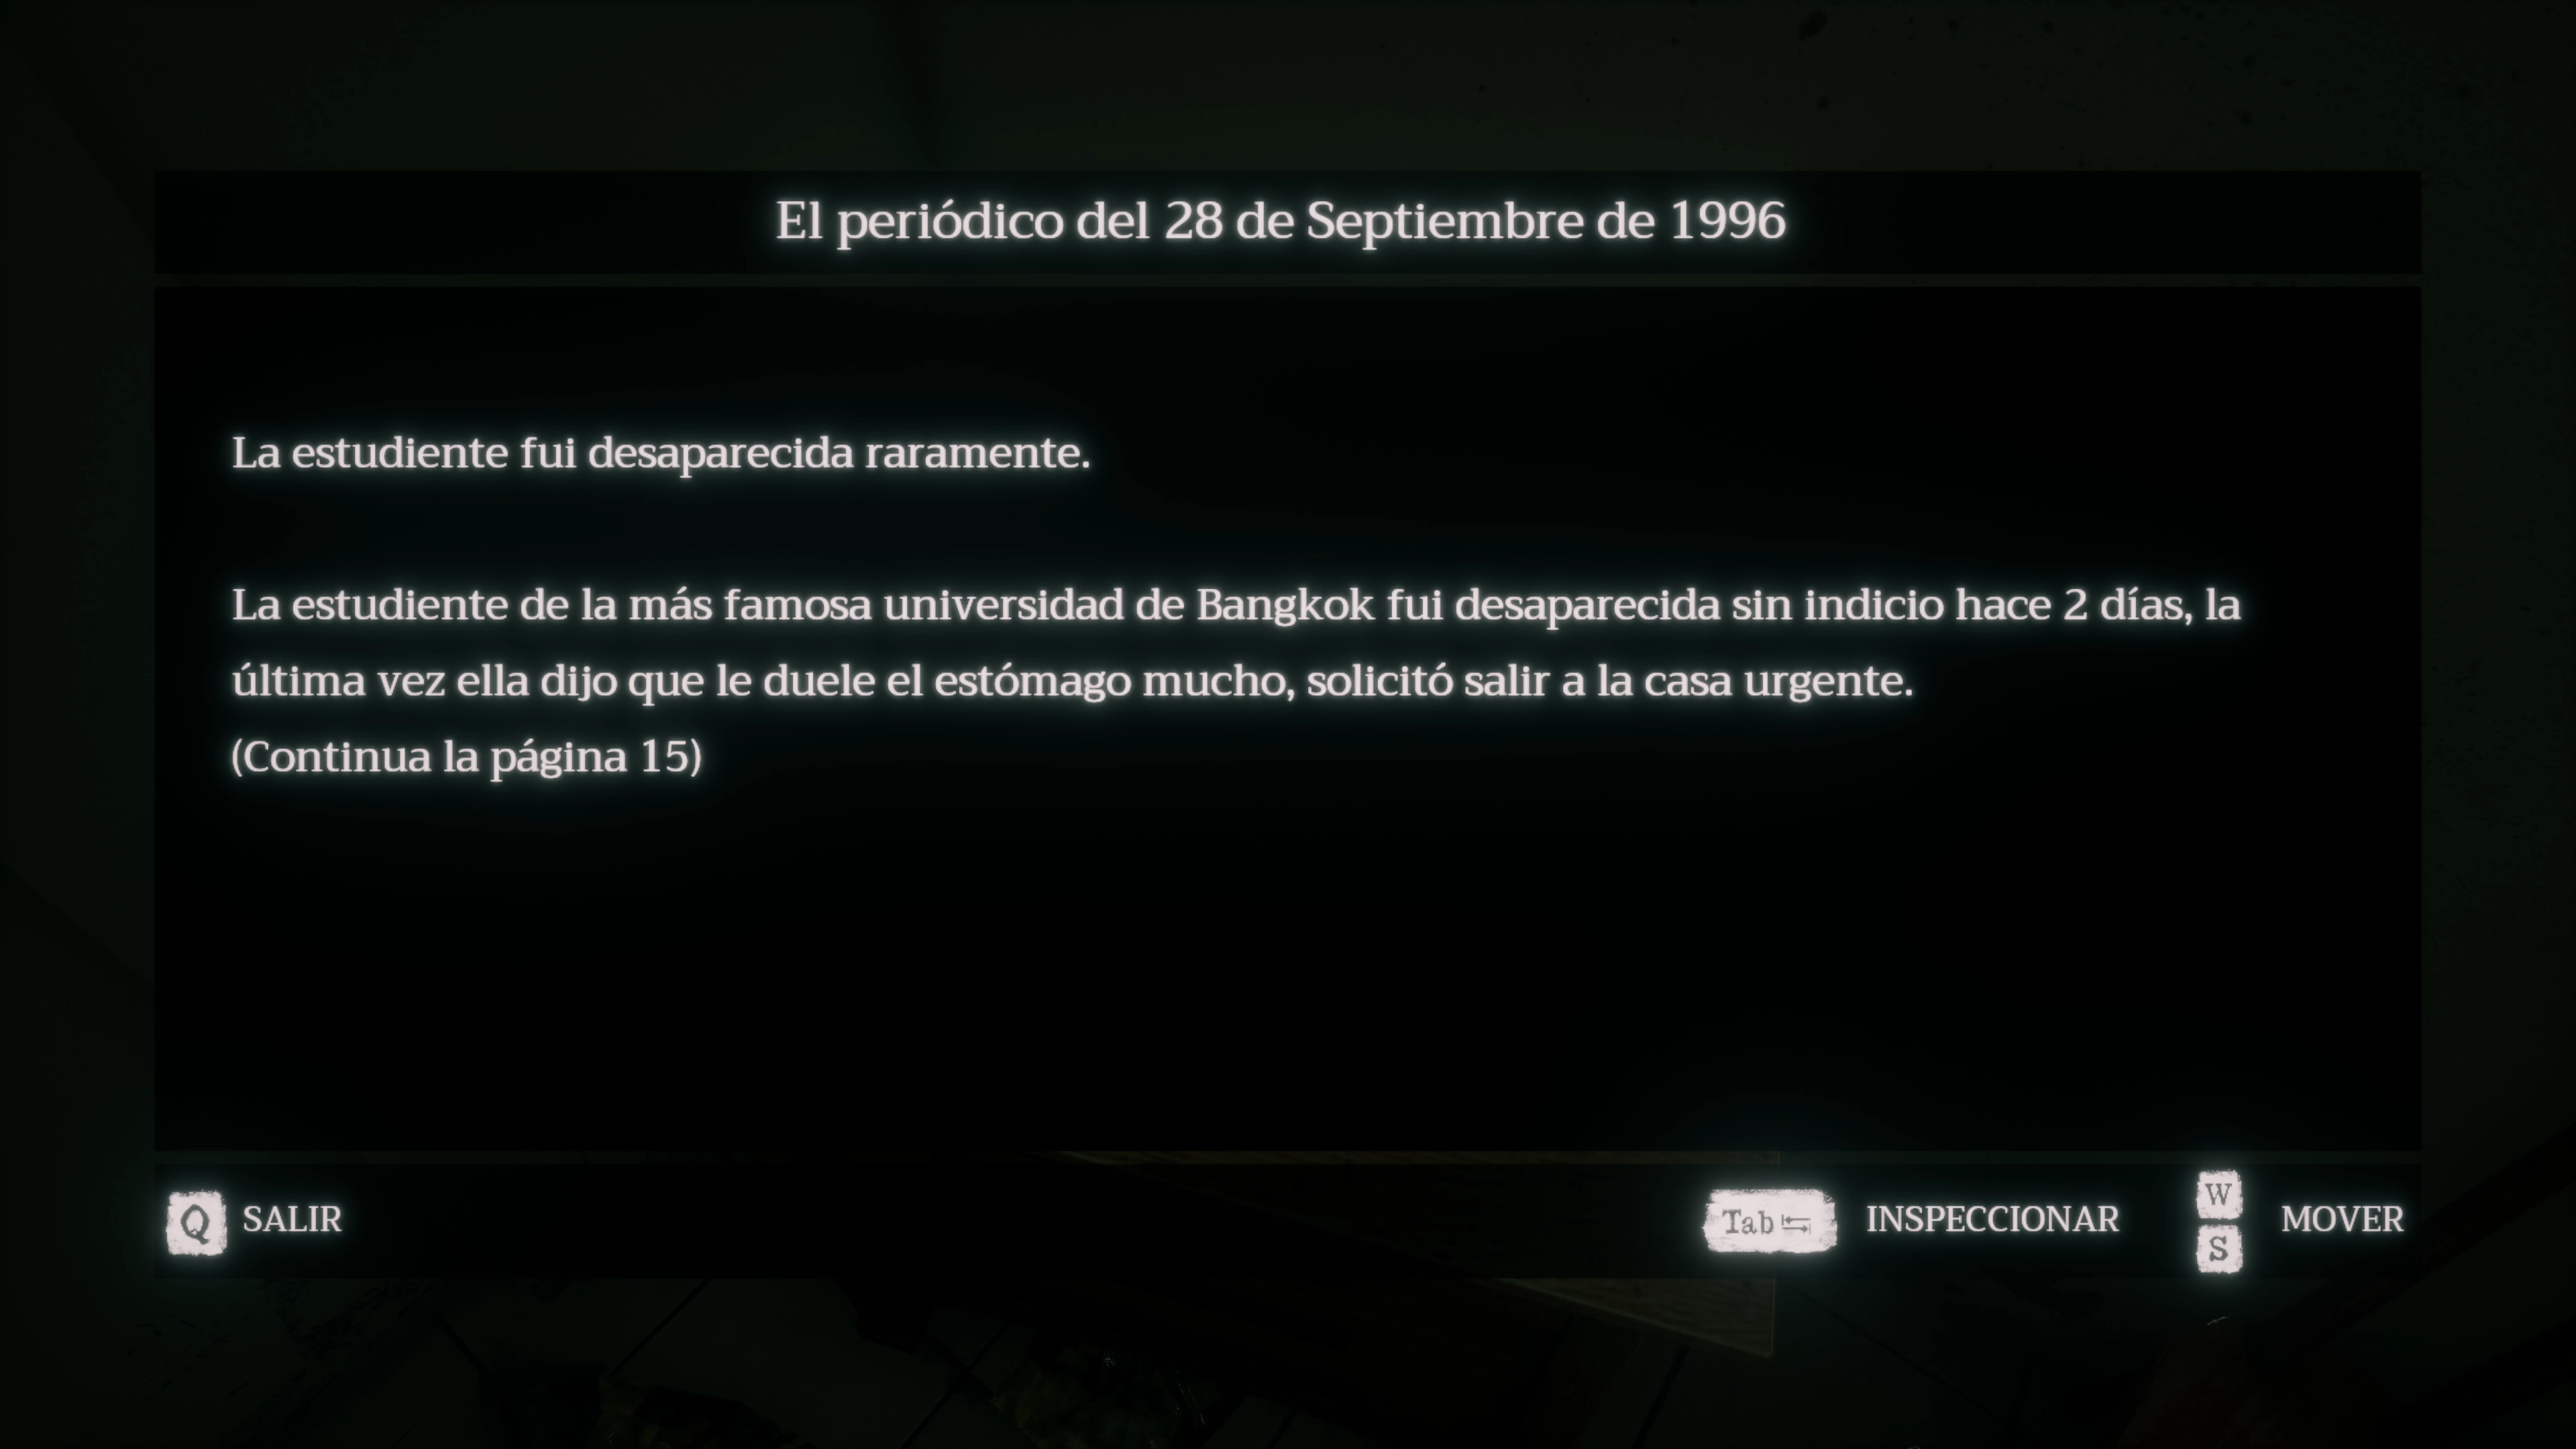 El periódico del 28 de Septiembre de 1996
La estudiente fui desaparecida raramente.
La estudiente de la más famosa universidad de Bangkok fui desaparecida sin indicio hace 2 días, la
última vez ella dijo que le duele el estómago mucho, solicitó salir a la casa urgente.
(Continua la página 15)
Q SALIR
Tab INSPECCIONAR
W
S
MOVER